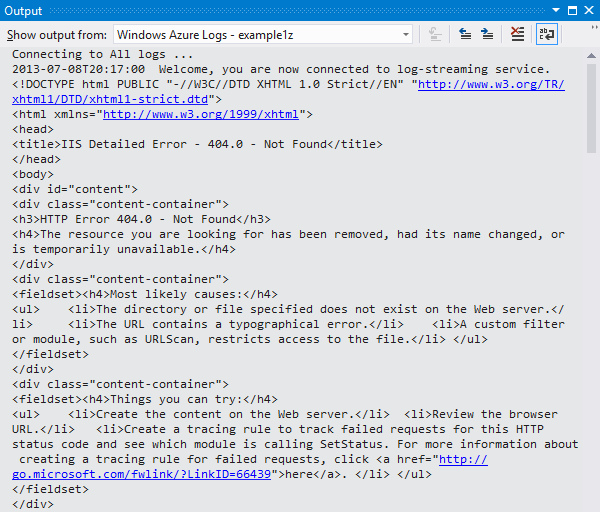 Output
Show output from: Windows Azure Logs - example1z
Connecting to All logs ...
2013-07-08T20:17:00  Welcome, you are now connected to log-streaming service.
<!DOCTYPE html PUBLIC "-//W3C//DTD XHTML 1.0 Strict//EN" "http://www.w3.org/TR/
xhtml1/DTD/xhtml1-strict.dtd">
<html xmlns="http://www.w3.org/1999/xhtml">
<head>
<title>IIS Detailed Error - 404.0 - Not Found</title>
</head>
<body>
<div id="content">
<div class="content-container">
<h3>HTTP Error 404.0 - Not Found</h3>
<h4>The resource you are looking for has been removed, had its name changed, or
is temporarily unavailable.</h4>
</div>
<div class="content-container">
<fieldset><h4>Most likely causes:</h4>
<ul>    <li>The directory or file specified does not exist on the Web server.</
li>     <li>The URL contains a typographical error.</li>    <li>A custom filter
or module, such as URLScan, restricts access to the file.</li> </ul>
</fieldset>
</div>
<div class="content-container">
<fieldset><h4>Things you can try:</h4>
<ul>    <li>Create the content on the Web server.</li>  <li>Review the browser
URL.</li>   <li>Create a tracing rule to track failed requests for this HTTP
status code and see which module is calling SetStatus. For more information about
 creating a tracing rule for failed requests, click <a href="http://
go.microsoft.com/fwlink/?LinkID=66439">here</a>. </li> </ul>
</fieldset>
</div>